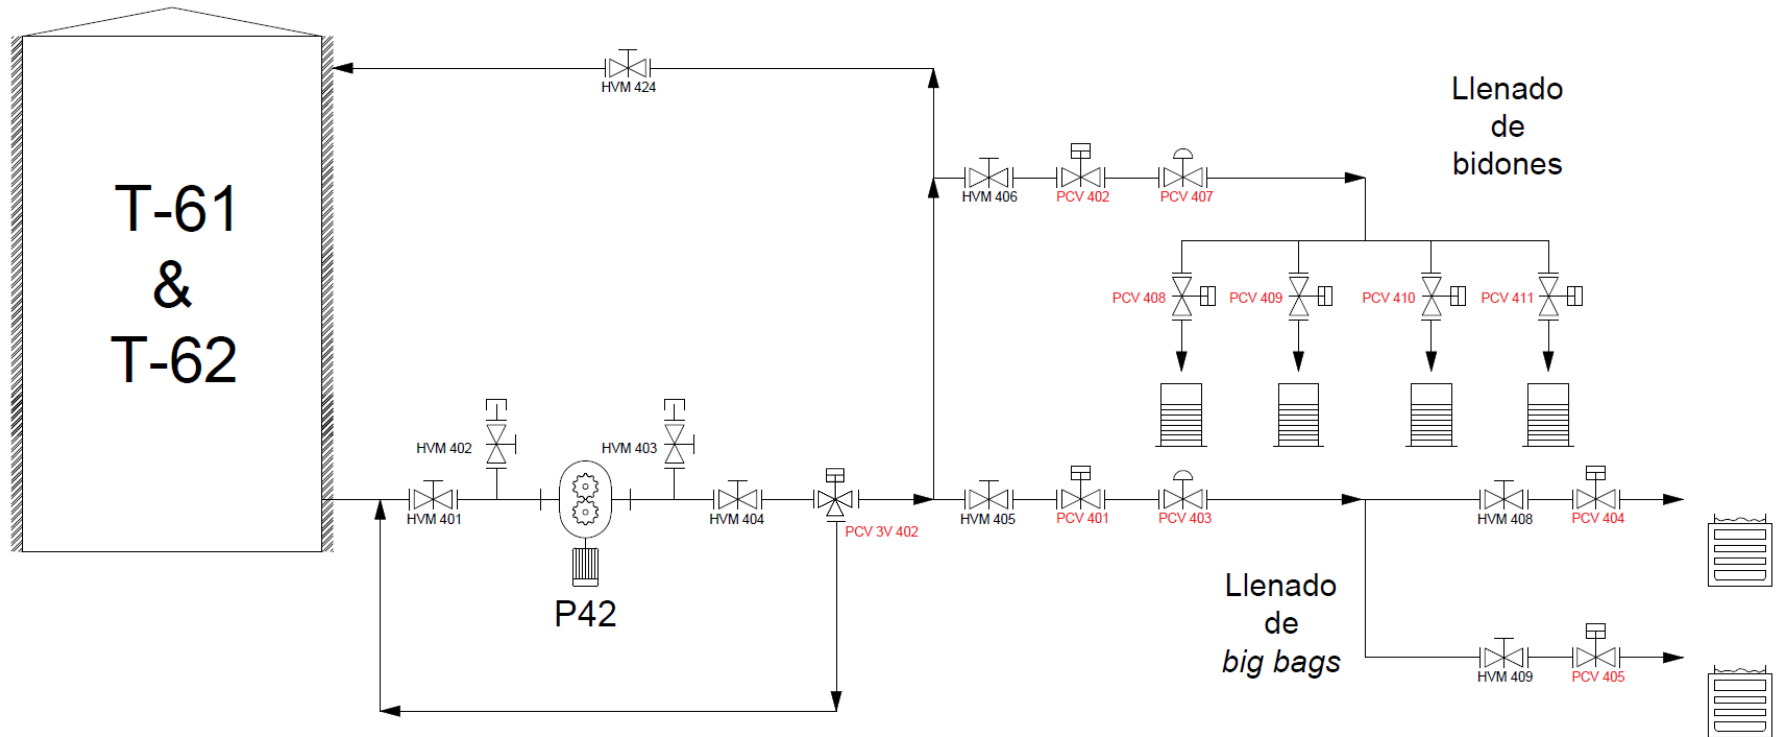 HVM 424
Llenado
de
bidones
T-61
&
T-62
HVM 406
PCV 402
PCV 407
PCV 408
PCV 409
PCV 410
PCV 411
HVM 402
HVM 403
HVM 401
HVM 404
PCV 3V 402
HVM 405
PCV 401
PCV 403
HVM 408
PCV 404
P42
Llenado
de
big bags
HVM 409
PCV 405